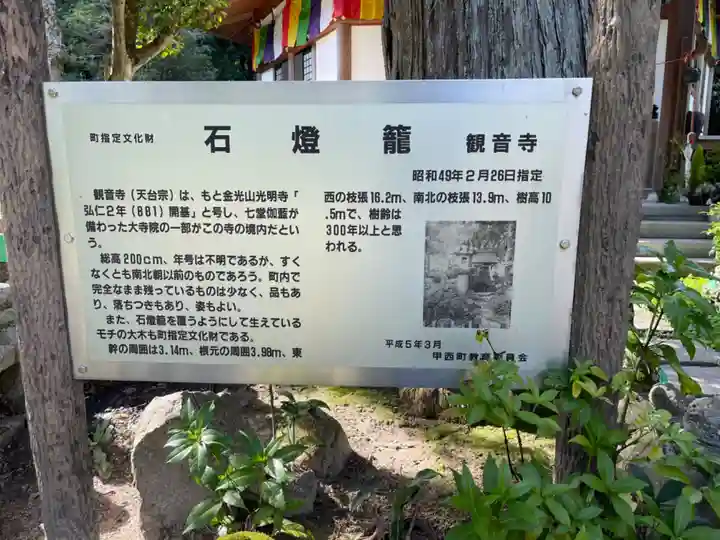 町指定文化財
石燈籠
観音寺
昭和49年2月26日指定
観音寺(天台宗)は、もと金光山光明寺「
弘仁2年(881)開基」と号し、七堂伽藍が
備わった大寺院の一部がこの寺の境内だとい
う。
総高200cm、年号は不明であるが、すく
なくとも南北朝以前のものであろう。町内で
完全なまま残っているものは少なく、品もあ
り、落ちつきもあり、姿もよい。
また、石燈籠を覆うようにして生えている
モチの大木も町指定文化財である。
幹の周囲は3.14m、根元の周囲3.98m、東
西の枝張16.2m、南北の枝張13.9m、樹高10
.5mで、樹齢は
300年以上と思
われる。
平成5年3月
甲西町教育委員会